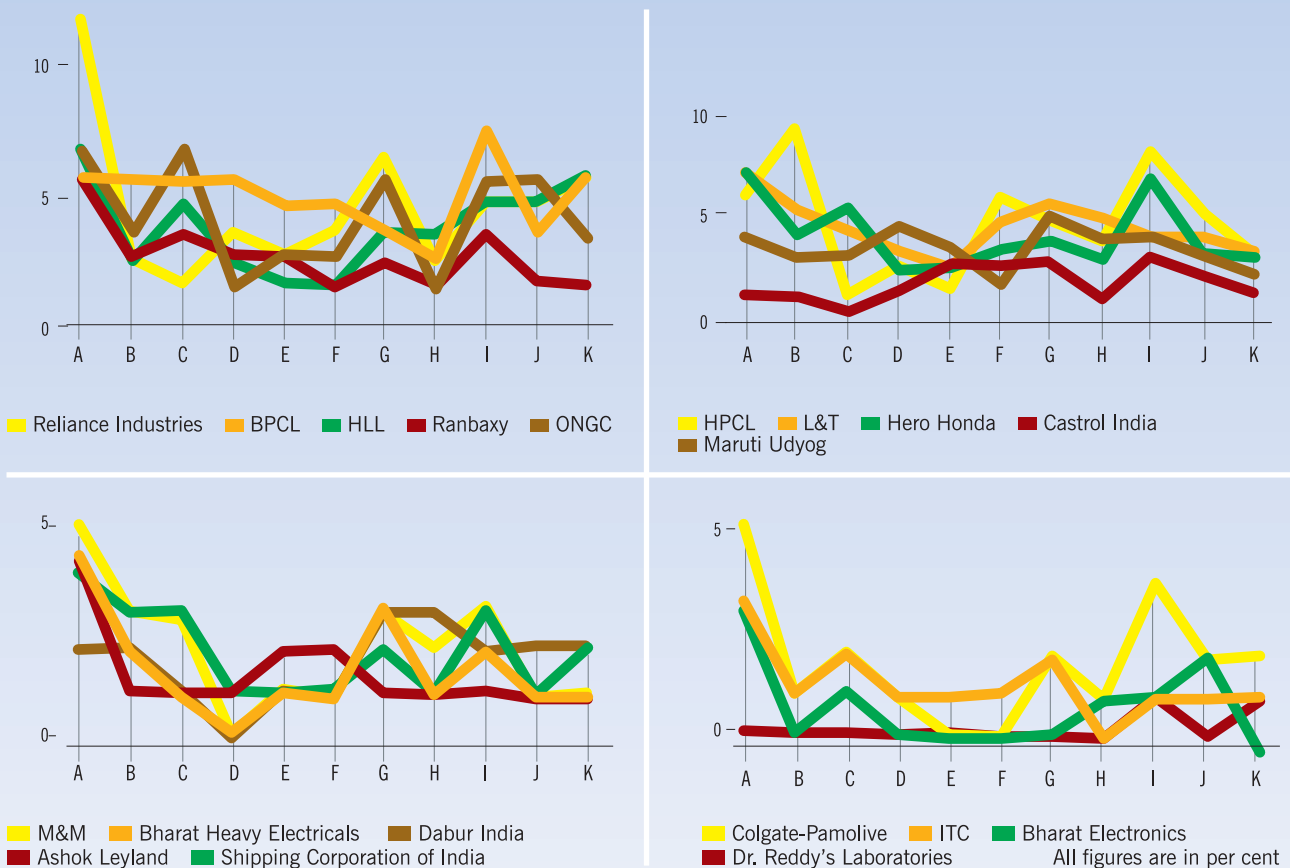 10
5
0
A B C D E F G H I J K
Reliance Industries BPCL HLL Ranbaxy ONGC
10
5
0
A B C D E F G H I J K
HPCL L&T Hero Honda Castrol India
Maruti Udyog
5
0
A B C D E F G H I J K
M&M Bharat Heavy Electricals Dabur India
Ashok Leyland Shipping Corporation of India
5
0
A B C D E F G H I J K
Colgate-Pamolive ITC Bharat Electronics
Dr. Reddy's Laboratories All figures are in per cent